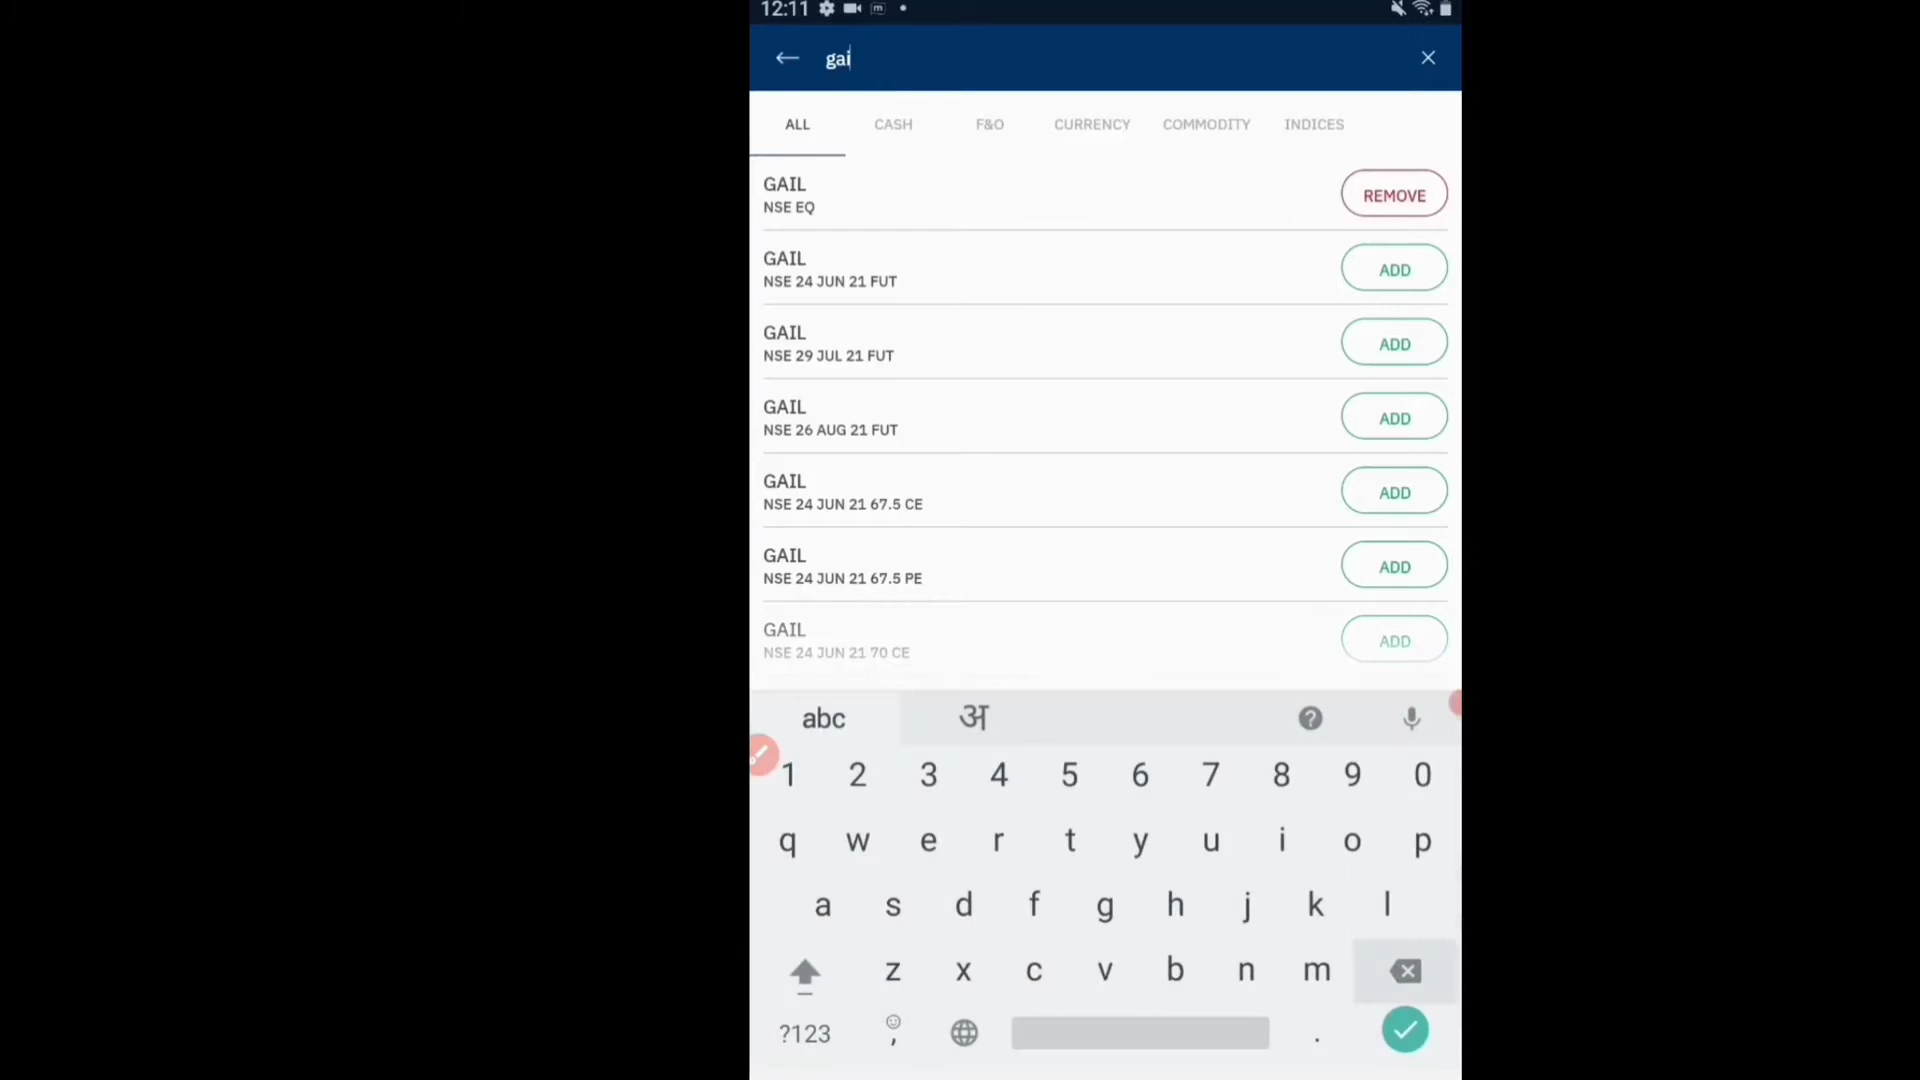 12:11
gai
ALL CASH F&O CURRENCY COMMODITY INDICES
GAIL
NSE EQ
REMOVE
GAIL
NSE 24 JUN 21 FUT
ADD
GAIL
NSE 29 JUL 21 FUT
ADD
GAIL
NSE 26 AUG 21 FUT
ADD
GAIL
NSE 24 JUN 21 67.5 CE
ADD
GAIL
NSE 24 JUN 21 67.5 PE
ADD
GAIL
NSE 24 JUN 21 70 CE
ADD
abc अ ?
1 2 3 4 5 6 7 8 9 0
q w e r t y u i o p
a s d f g h j k l
z x c v b n m
?123 , .